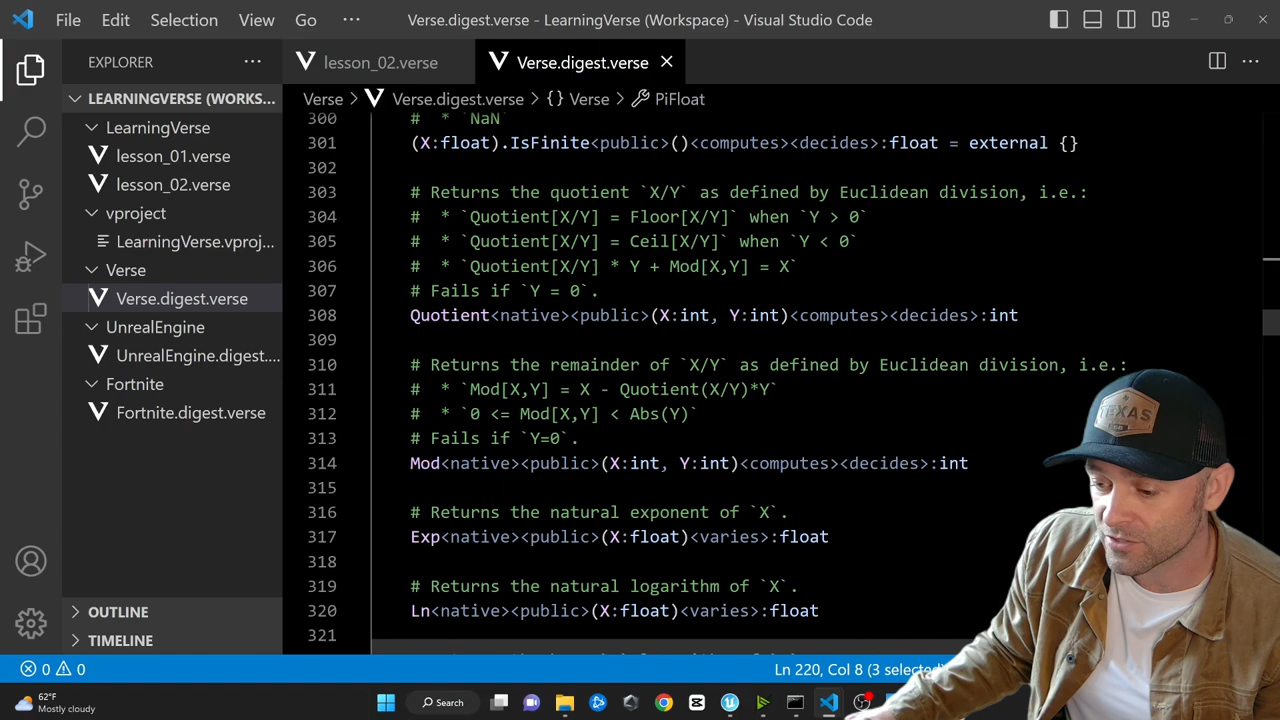 File Edit Selection View Go ··· Verse.digest.verse - LearningVerse (Workspace) - Visual Studio Code
EXPLORER ···
lesson_02.verse Verse.digest.verse
LEARNINGVERSE (WORKS...
LearningVerse
lesson_01.verse
lesson_02.verse
vproject
LearningVerse.vproj...
Verse
Verse.digest.verse
UnrealEngine
UnrealEngine.digest....
Fortnite
Fortnite.digest.verse
OUTLINE
TIMELINE
Verse > Verse.digest.verse > {} Verse > PiFloat
300 # * `NaN`
301 (X:float).IsFinite<public>()<computes><decides>:float = external {}
302
303 # Returns the quotient `X/Y` as defined by Euclidean division, i.e.:
304 # * `Quotient[X/Y] = Floor[X/Y]` when `Y > 0`
305 # * `Quotient[X/Y] = Ceil[X/Y]` when `Y < 0`
306 # * `Quotient[X/Y] * Y + Mod[X,Y] = X`
307 # Fails if `Y = 0`.
308 Quotient<native><public>(X:int, Y:int)<computes><decides>:int
309
310 # Returns the remainder of `X/Y` as defined by Euclidean division, i.e.:
311 # * `Mod[X,Y] = X - Quotient(X/Y)*Y`
312 # * `0 <= Mod[X,Y] < Abs(Y)`
313 # Fails if `Y=0`.
314 Mod<native><public>(X:int, Y:int)<computes><decides>:int
315
316 # Returns the natural exponent of `X`.
317 Exp<native><public>(X:float)<varies>:float
318
319 # Returns the natural logarithm of `X`.
320 Ln<native><public>(X:float)<varies>:float
321
TEXAS
0 0 Ln 220, Col 8 (3 selected)
62°F
Mostly cloudy
Search